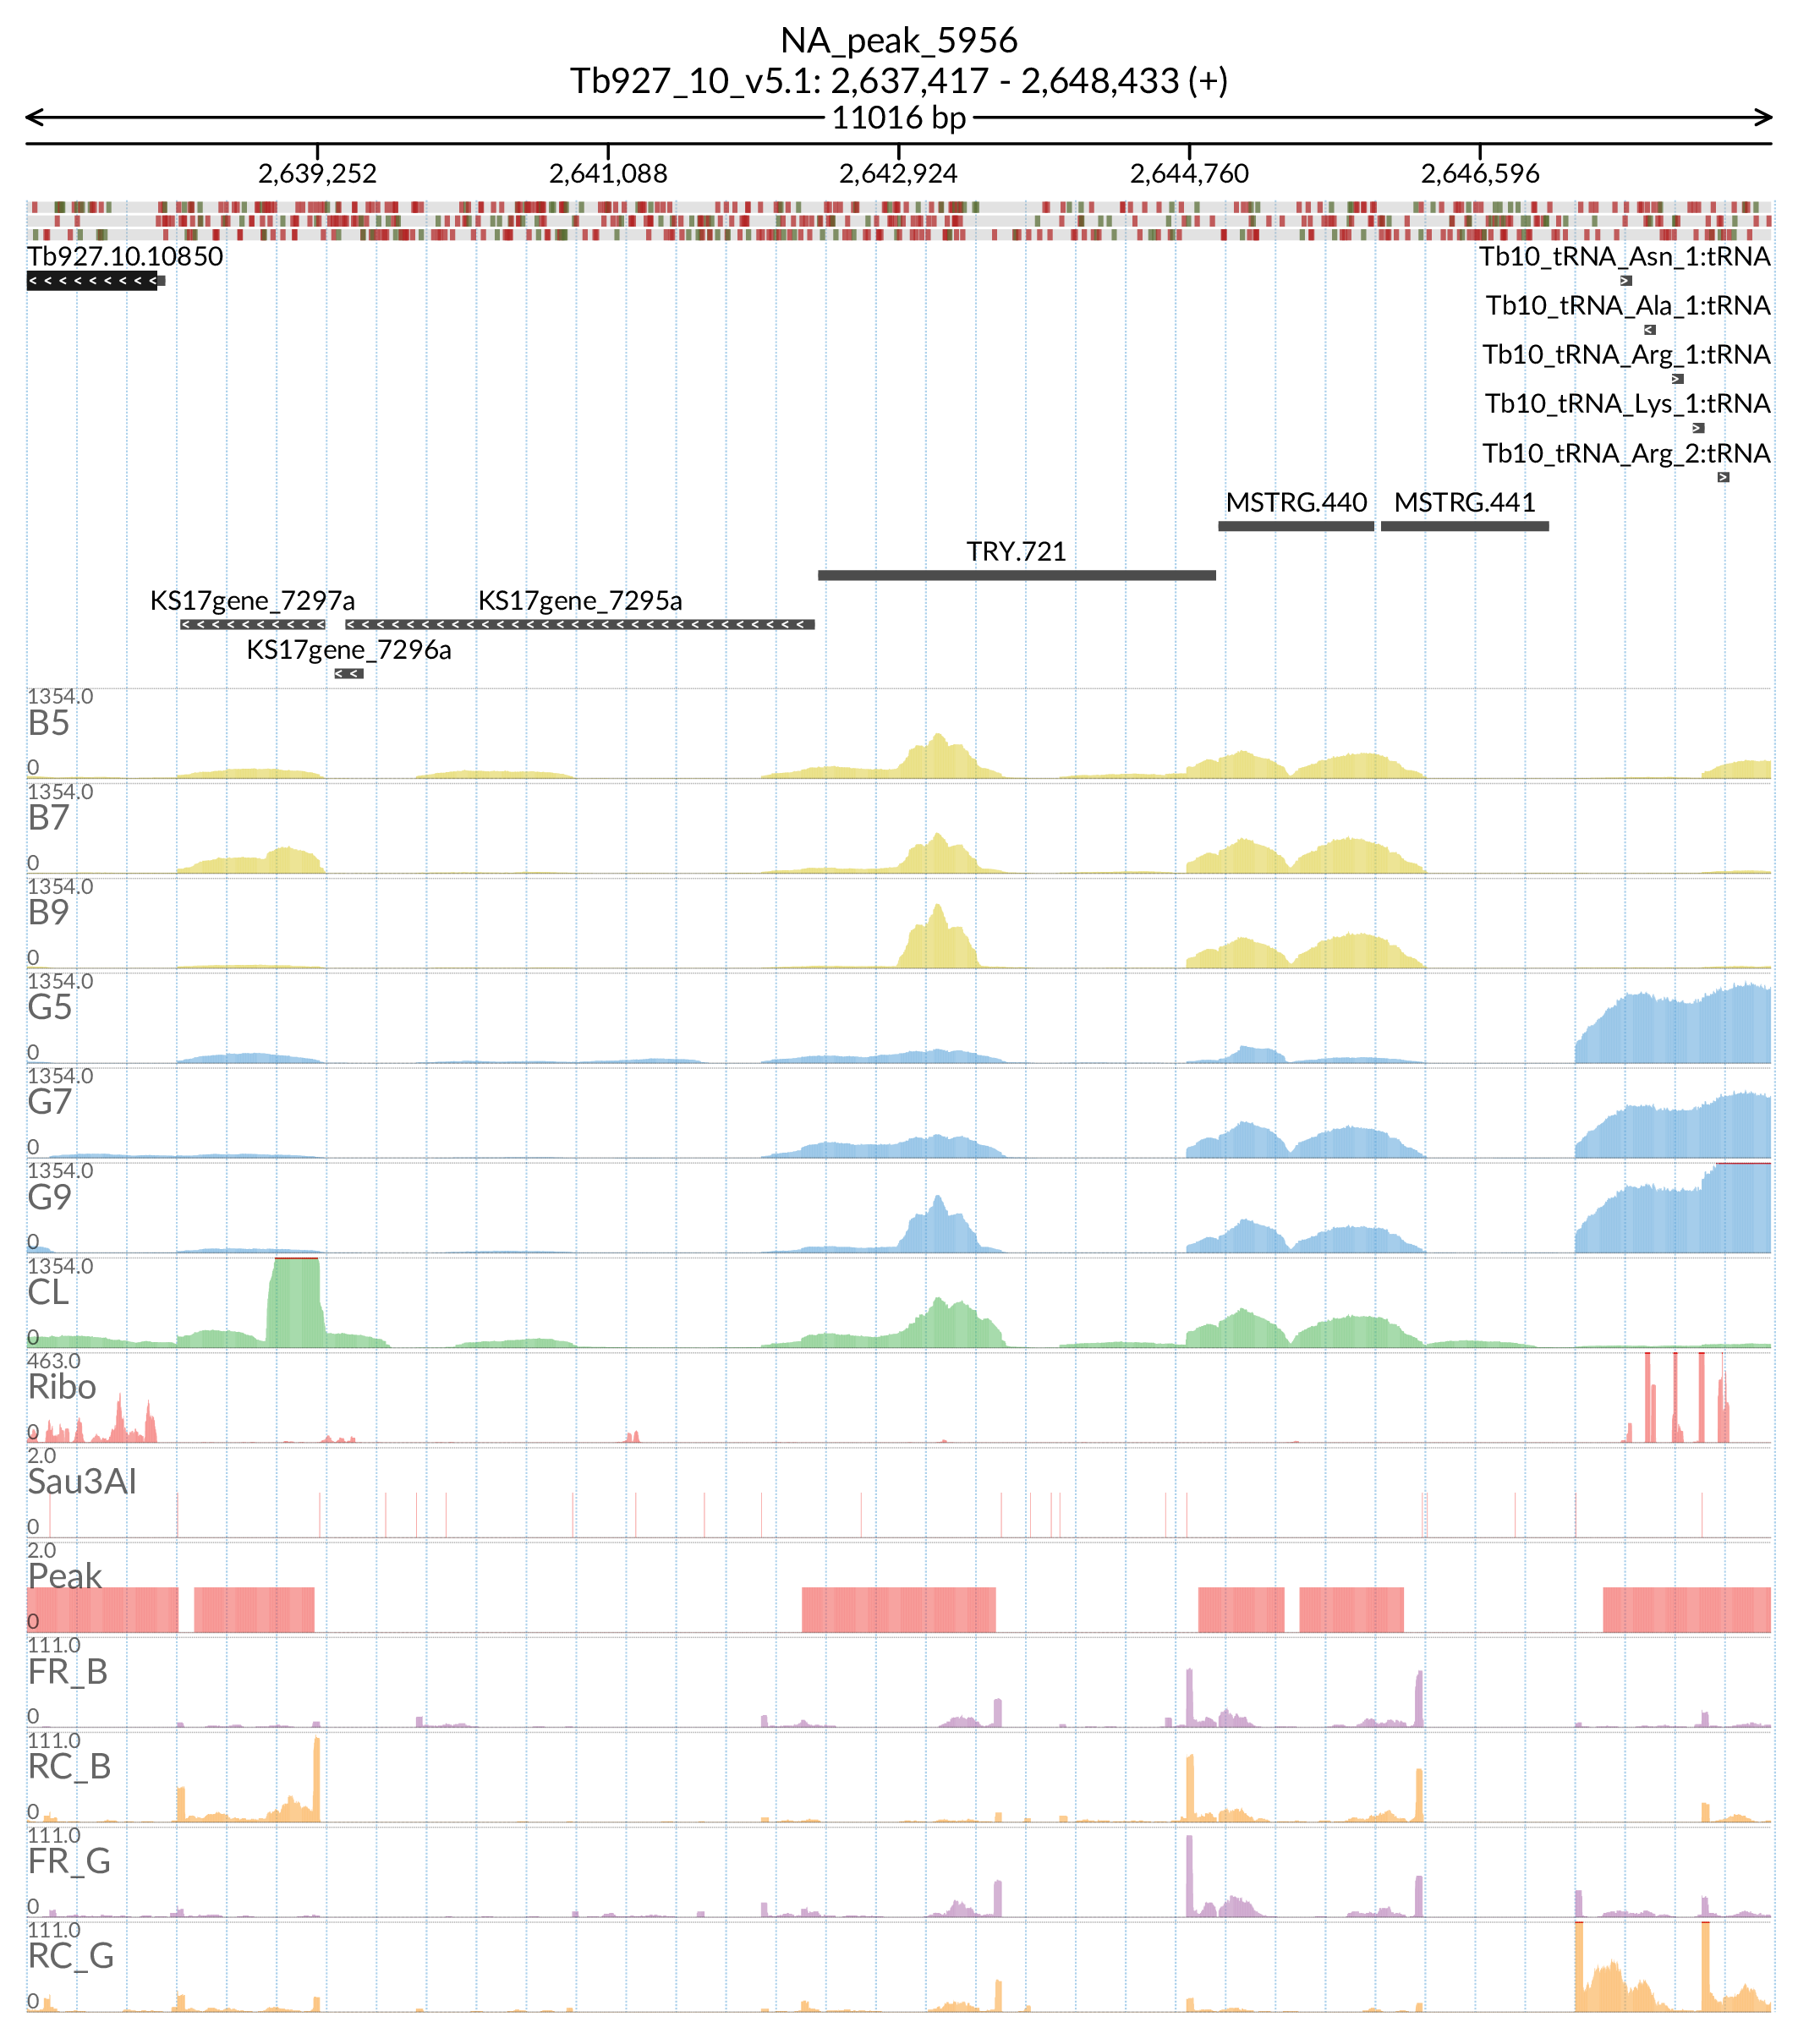 NA_peak_5956
Tb927_10_v5.1: 2,637,417 - 2,648,433 (+)
11016 bp
2,639,252 2,641,088 2,642,924 2,644,760 2,646,596
Tb927.10.10850 Tb10_tRNA_Asn_1:tRNA
Tb10_tRNA_Ala_1:tRNA
Tb10_tRNA_Arg_1:tRNA
Tb10_tRNA_Lys_1:tRNA
Tb10_tRNA_Arg_2:tRNA
MSTRG.440 MSTRG.441
TRY.721
KS17gene_7297a KS17gene_7295a
KS17gene_7296a
1354.0
B5
0
1354.0
B7
0
1354.0
B9
0
1354.0
G5
0
1354.0
G7
0
1354.0
G9
0
1354.0
CL
0
463.0
Ribo
0
2.0
Sau3AI
0
2.0
Peak
0
111.0
FR_B
0
111.0
RC_B
0
111.0
FR_G
0
111.0
RC_G
0